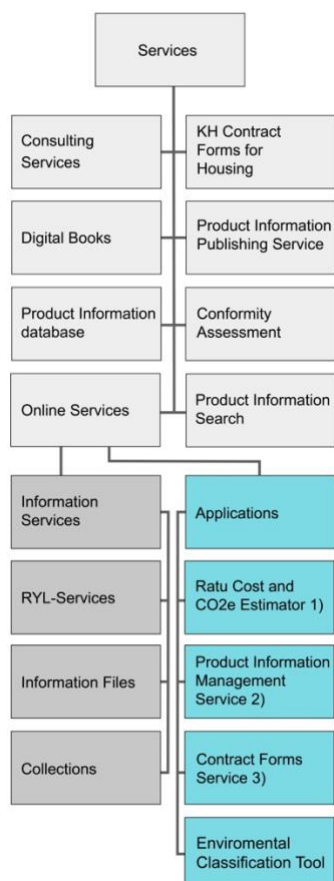 Services
Consulting
Services
KH Contract
Forms for
Housing
Digital Books
Product Information
Publishing Service
Product Information
database
Conformity
Assessment
Online Services
Product Information
Search
Information
Services
Applications
RYL-Services
Ratu Cost and
CO2e Estimator 1)
Information Files
Product Information
Management
Service 2)
Collections
Contract Forms
Service 3)
Enviromental
Classification Tool